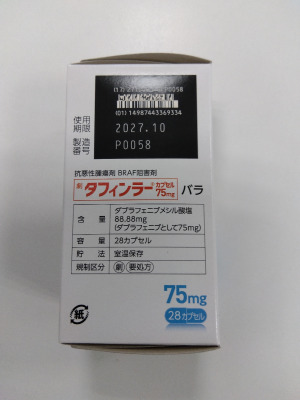 (01) 14987443369334
使用
期限
2027.10
製造
番号
P0058
抗悪性腫瘍剤 BRAF阻害剤
劇 タフィンラー®カプセル
75mg
バラ
含量
ダブラフェニブメシル酸塩
88.88mg
(ダブラフェニブとして75mg)
容量
28カプセル
貯法
室温保存
規制区分
劇 要処方
75mg
28カプセル
紙